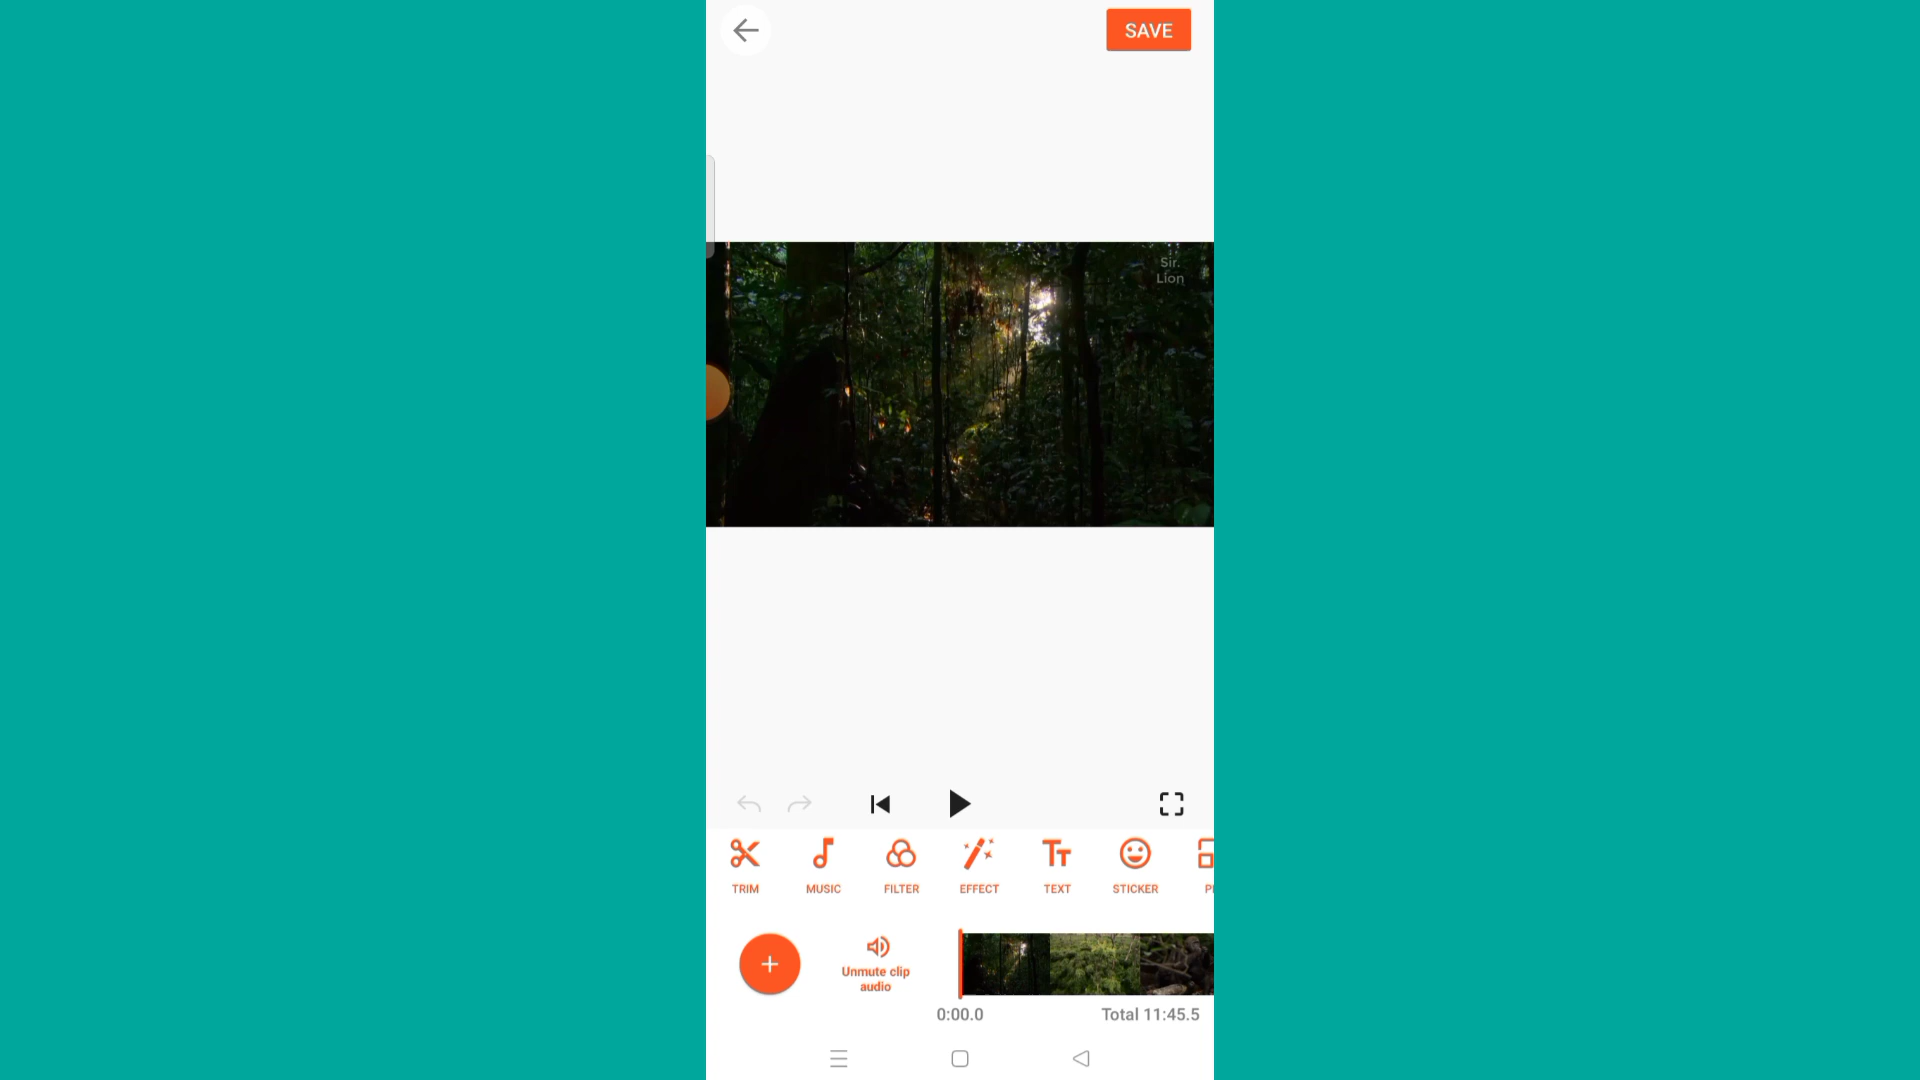 SAVE
Sir.
Lion
TRIM
MUSIC
FILTER
EFFECT
TEXT
STICKER
Unmute clip
audio
0:00.0
Total 11:45.5